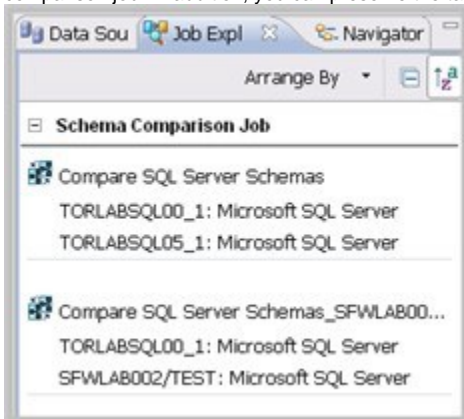 Data Sou Job Expl Navigator
Arrange By
Schema Comparison Job
Compare SQL Server Schemas
TORLABSQL00_1: Microsoft SQL Server
TORLABSQL05_1: Microsoft SQL Server
Compare SQL Server Schemas_SFWLAB00...
TORLABSQL00_1: Microsoft SQL Server
SFWLAB002/TEST: Microsoft SQL Server